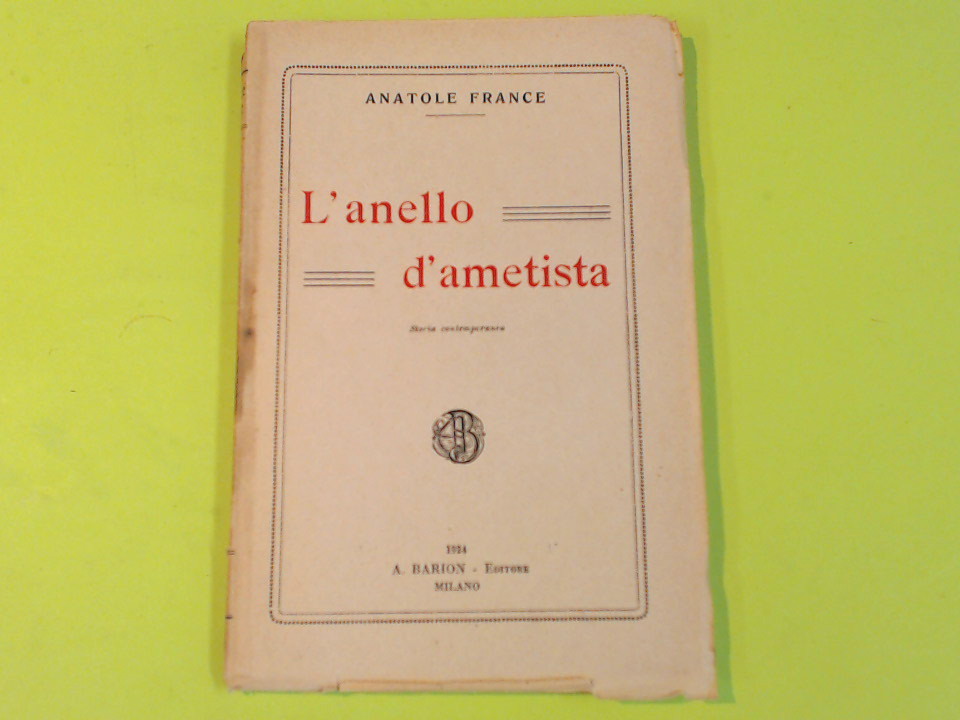 ANATOLE FRANCE
L'anello
d'ametista
Storia contemporanea
1924
A. BARION - EDITORE
MILANO